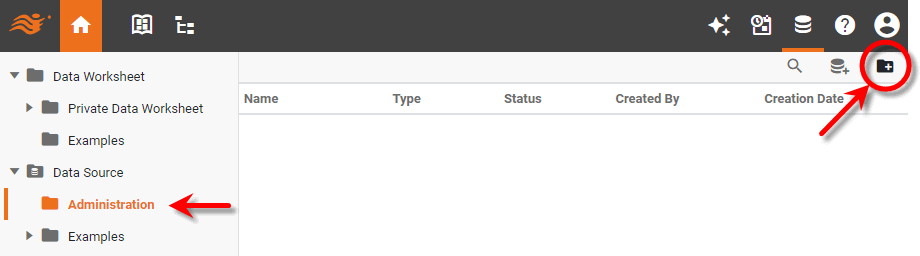 Data Worksheet
Private Data Worksheet
Examples
Data Source
Administration
Examples
Name Type Status Created By Creation Date